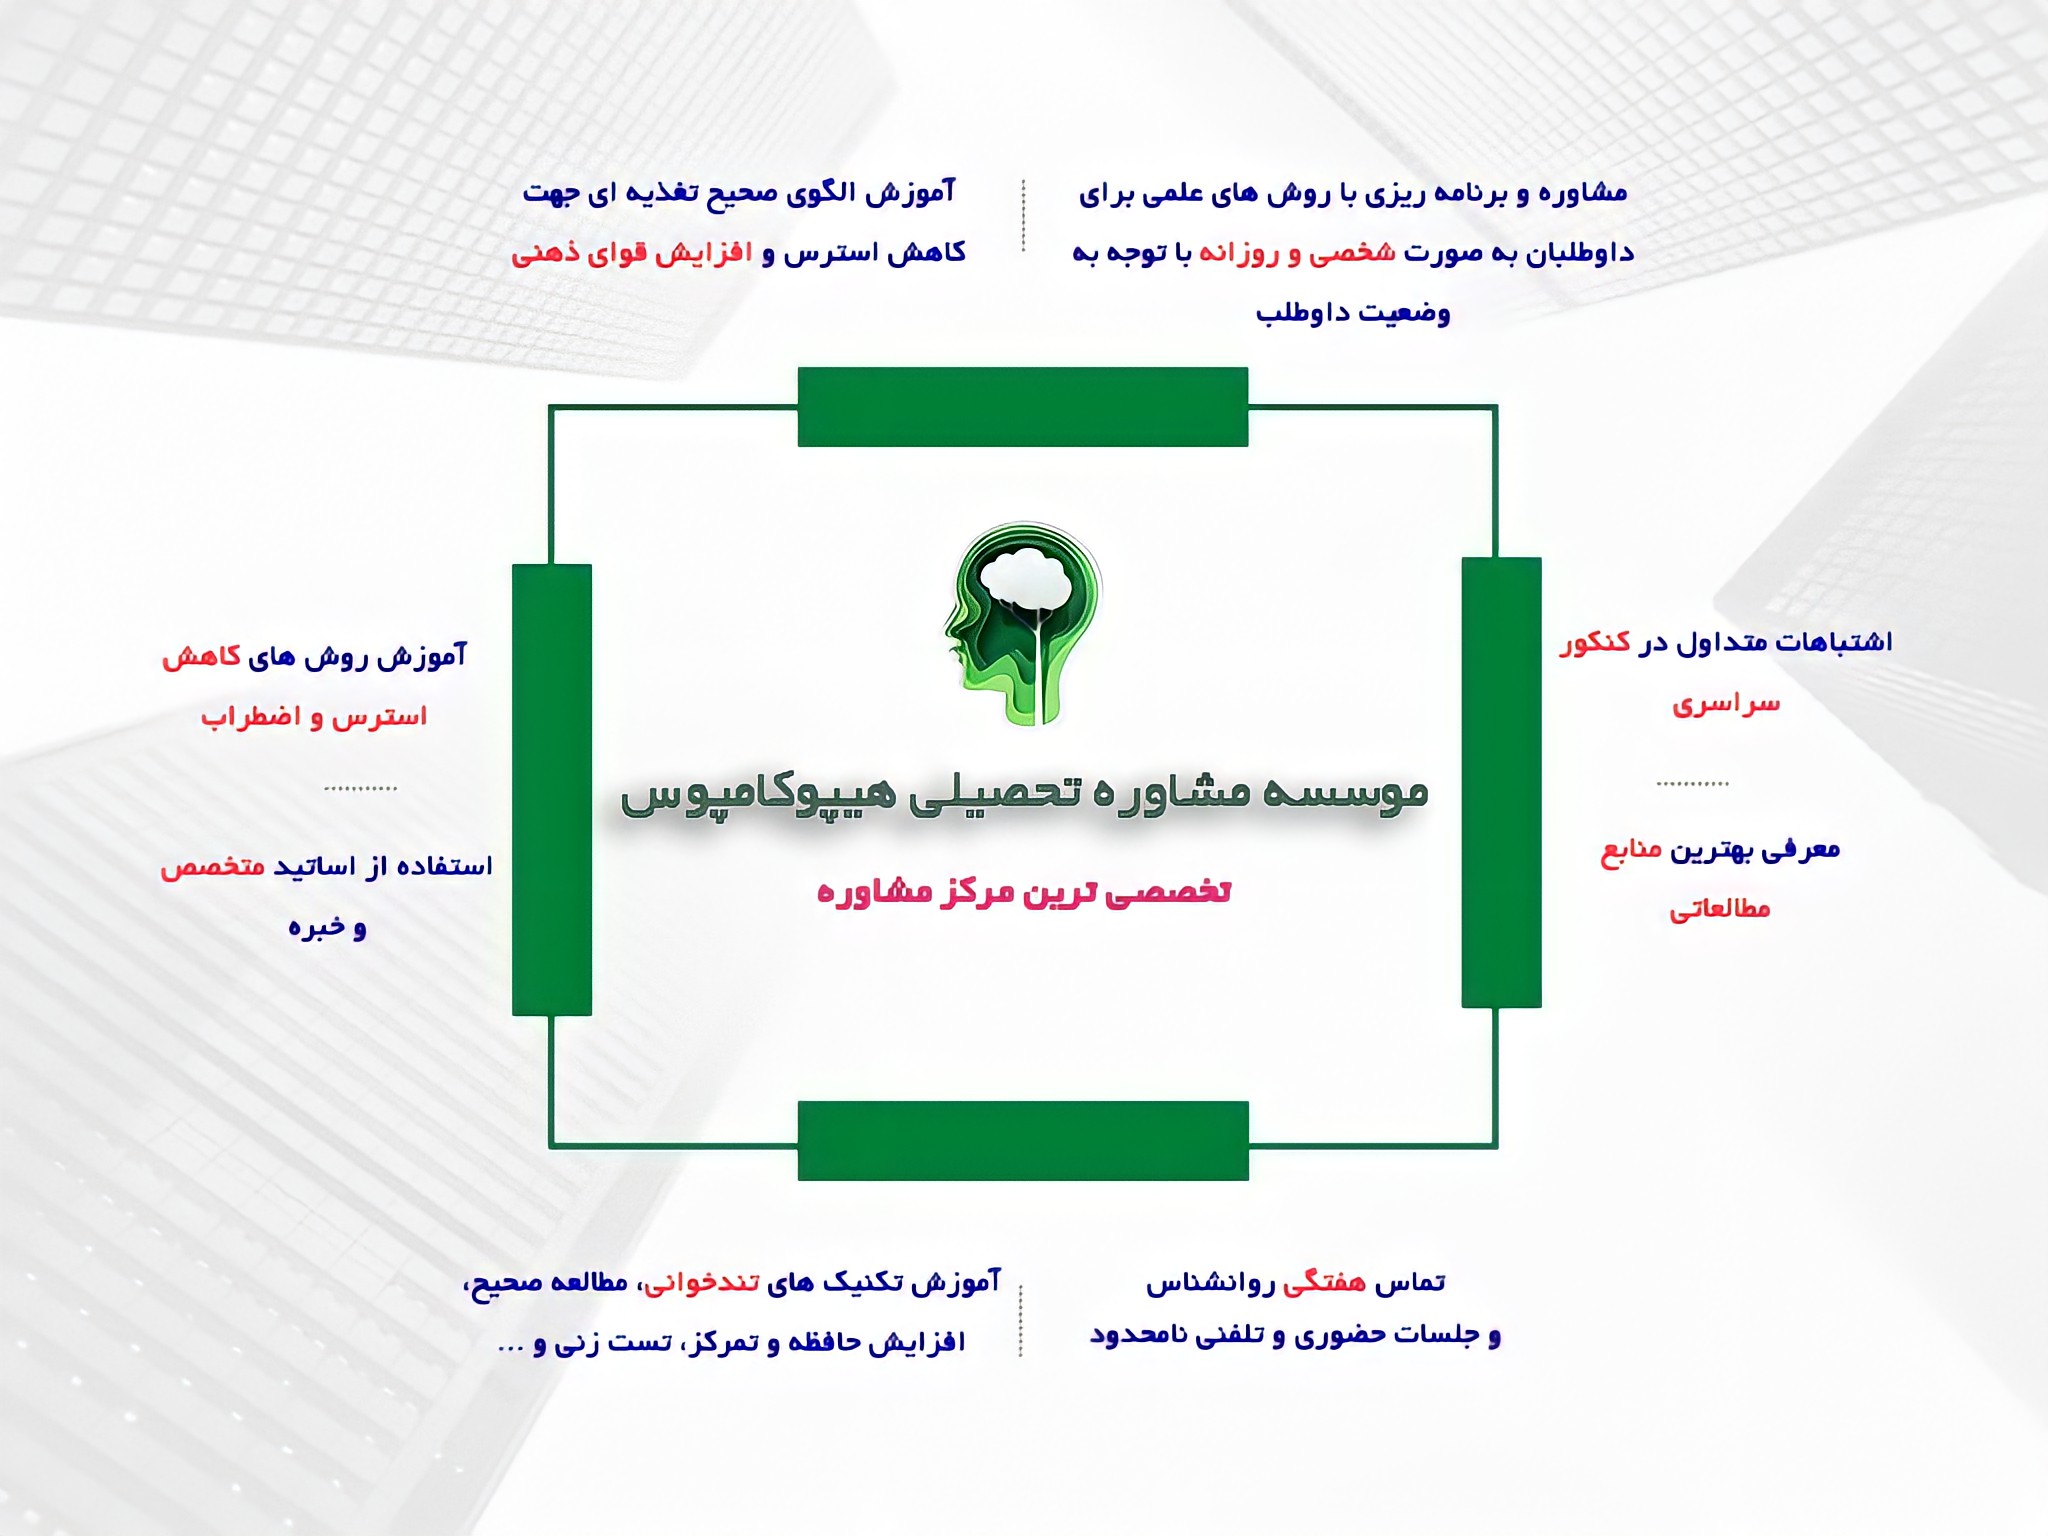 مشاوره و برنامه ریزی با روش های علمی برای
داوطلبان به صورت شخصی و روزانه با توجه به
وضعیت داوطلب
آموزش الگوی صحیح تغذیه ای جهت
کاهش استرس و افزایش قوای ذهنی
اشتباهات متداول در کنکور
سراسری
معرفی بهترین منابع
مطالعاتی
موسسه مشاوره تحصیلی هیپوکامپوس
تخصصی ترین مرکز مشاوره
آموزش روش های کاهش
استرس و اضطراب
استفاده از اساتید متخصص
و خبره
تماس هفتگی روانشناس
و جلسات حضوری و تلفنی نامحدود
آموزش تکنیک های تندخوانی، مطالعه صحیح،
افزایش حافظه و تمرکز، تست زنی و ...